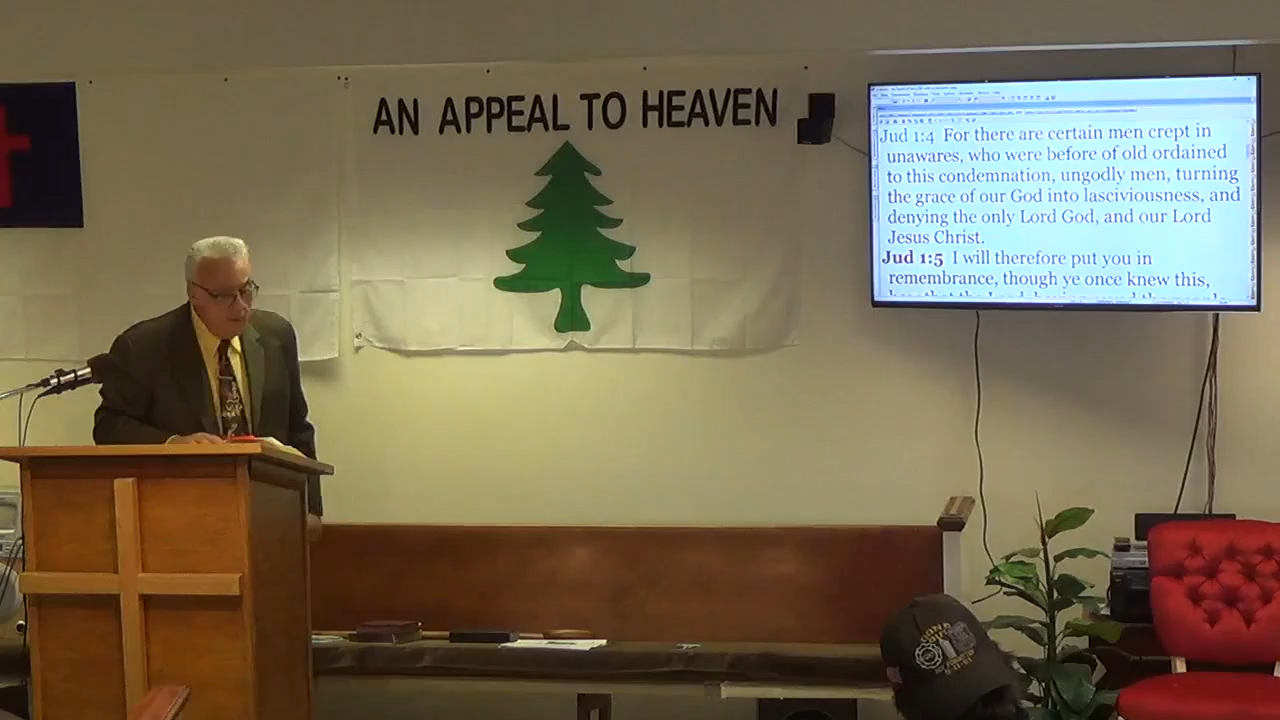 AN APPEAL TO HEAVEN
Jud 1:4 For there are certain men crept in
unawares, who were before of old ordained
to this condemnation, ungodly men, turning
the grace of our God into lasciviousness, and
denying the only Lord God, and our Lord
Jesus Christ.
Jud 1:5 I will therefore put you in
remembrance, though ye once knew this,